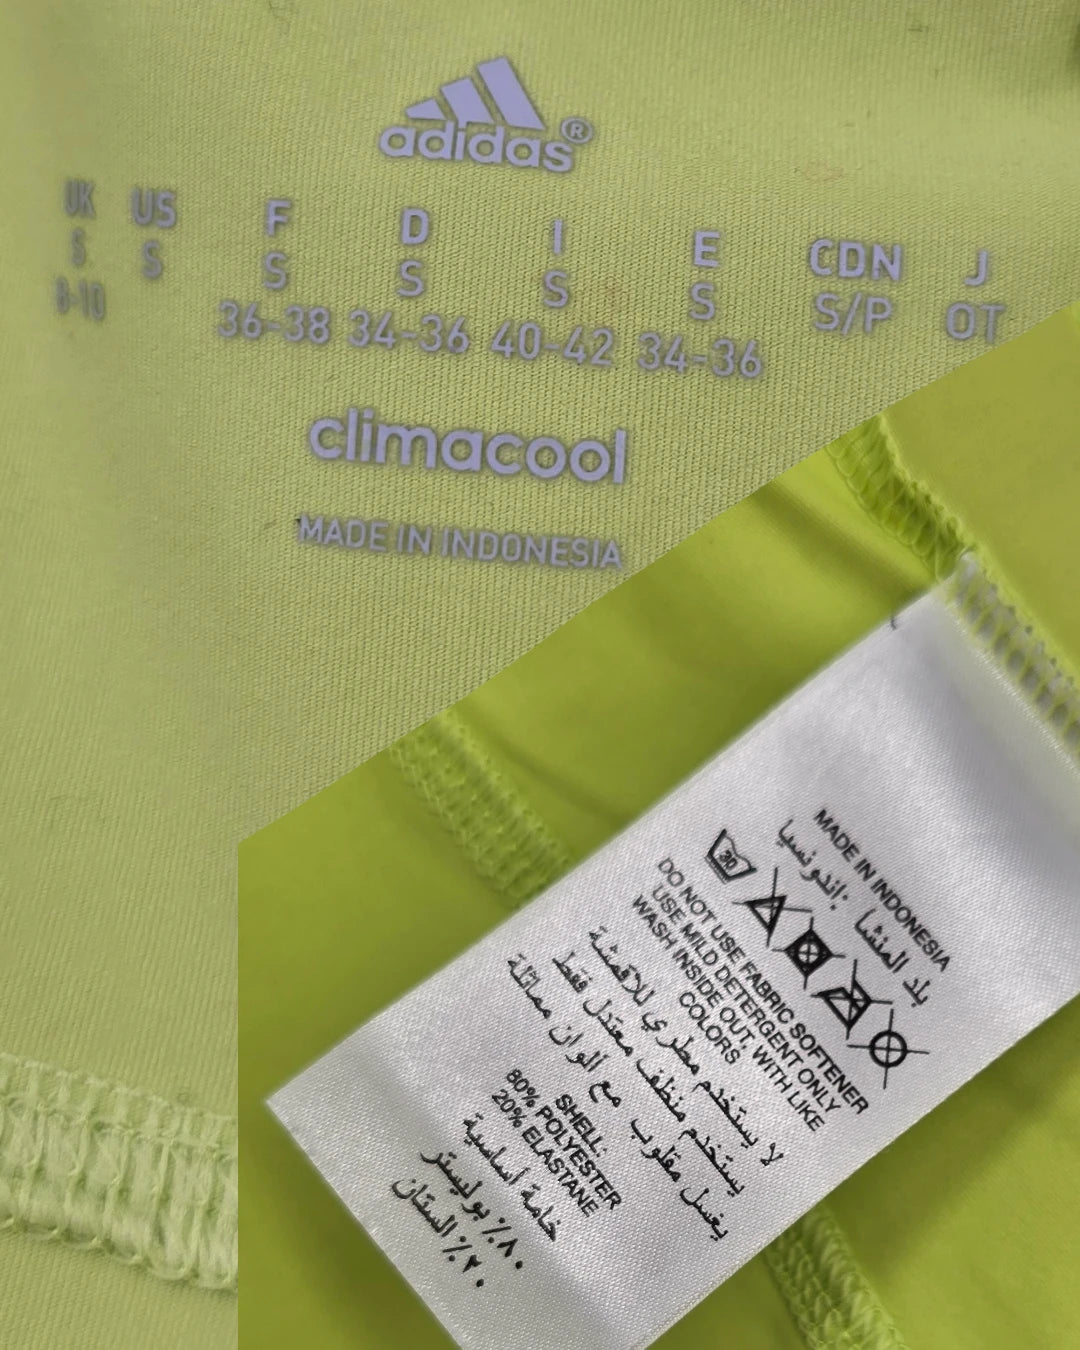 adidas®
UK US F D I E CDN J
S S S S S S S/P OT
8-10 36-38 34-36 40-42 34-36
climacool
MADE IN INDONESIA
MADE IN INDONESIA
بلد المنشأ :اندونسيا
30
DO NOT USE FABRIC SOFTENER
USE MILD DETERGENT ONLY
WASH INSIDE OUT, WITH LIKE
COLORS
لا يستخدم مطري للاقمشة
يستخدم منظف معتدل فقط
يغسل مقلوب مع ألوان مماثلة
SHELL:
80% POLYESTER
20% ELASTANE
خامة أساسية
٨٠٪ بوليستر
٢٠٪ الستان